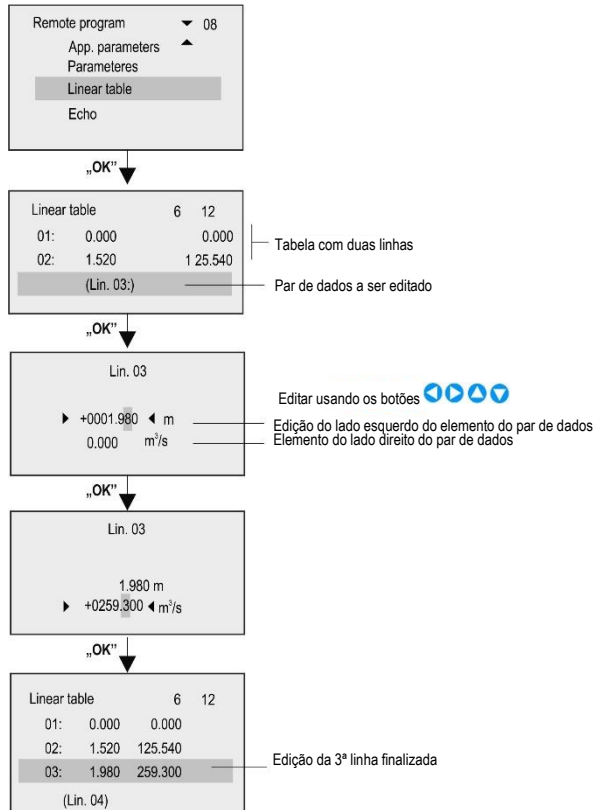 Remote program 08
App. parameters
Parameteres
Linear table
Echo
„OK”
Linear table 6 12
01: 0.000 0.000
02: 1.520 1 25.540
(Lin. 03:)
Tabela com duas linhas
Par de dados a ser editado
„OK”
Lin. 03
+0001.980 m
0.000 m³/s
Editar usando os botões
Edição do lado esquerdo do elemento do par de dados
Elemento do lado direito do par de dados
„OK”
Lin. 03
1.980 m
+0259.300 m³/s
„OK”
Linear table 6 12
01: 0.000 0.000
02: 1.520 125.540
03: 1.980 259.300
(Lin. 04)
Edição da 3ª linha finalizada